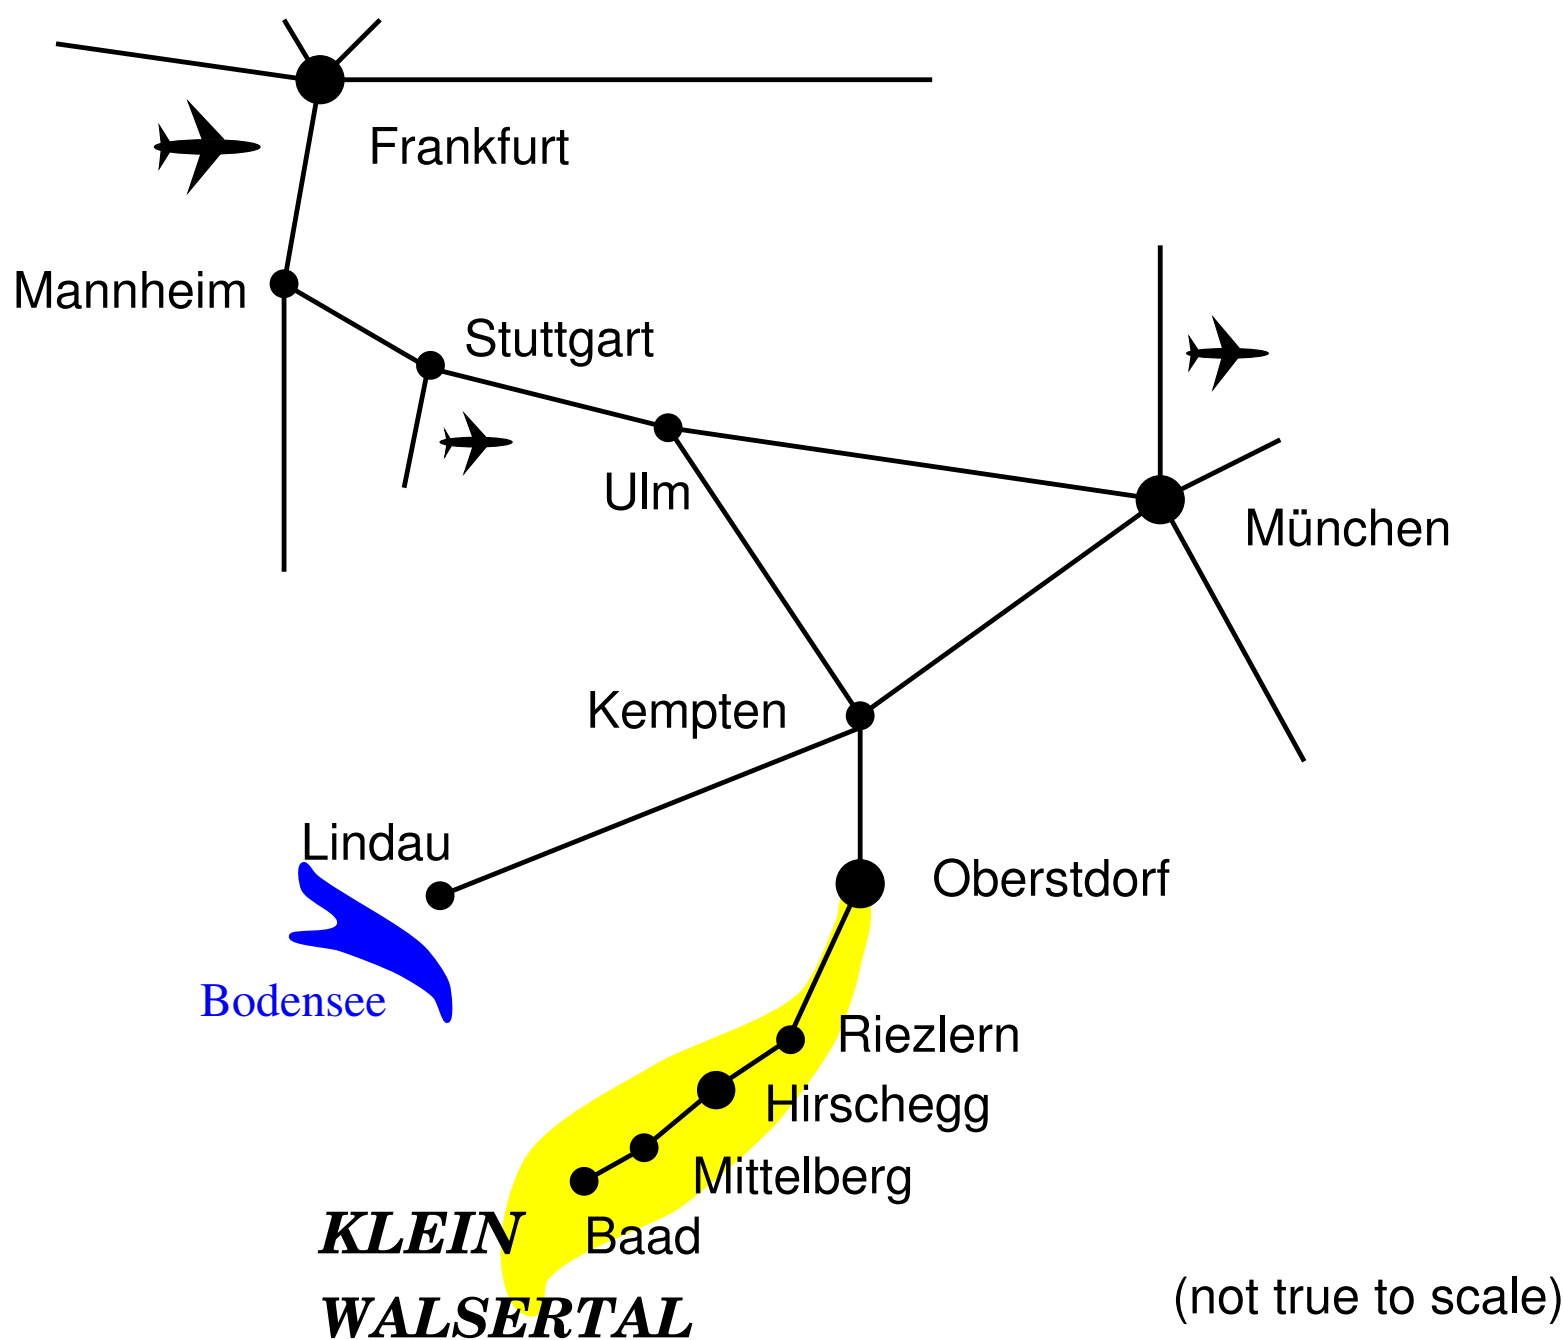 Frankfurt
Mannheim
Stuttgart
Ulm
München
Kempten
Lindau
Oberstdorf
Bodensee
Riezlern
Hirschegg
Mittelberg
KLEIN
Baad
WALSERTAL
(not true to scale)